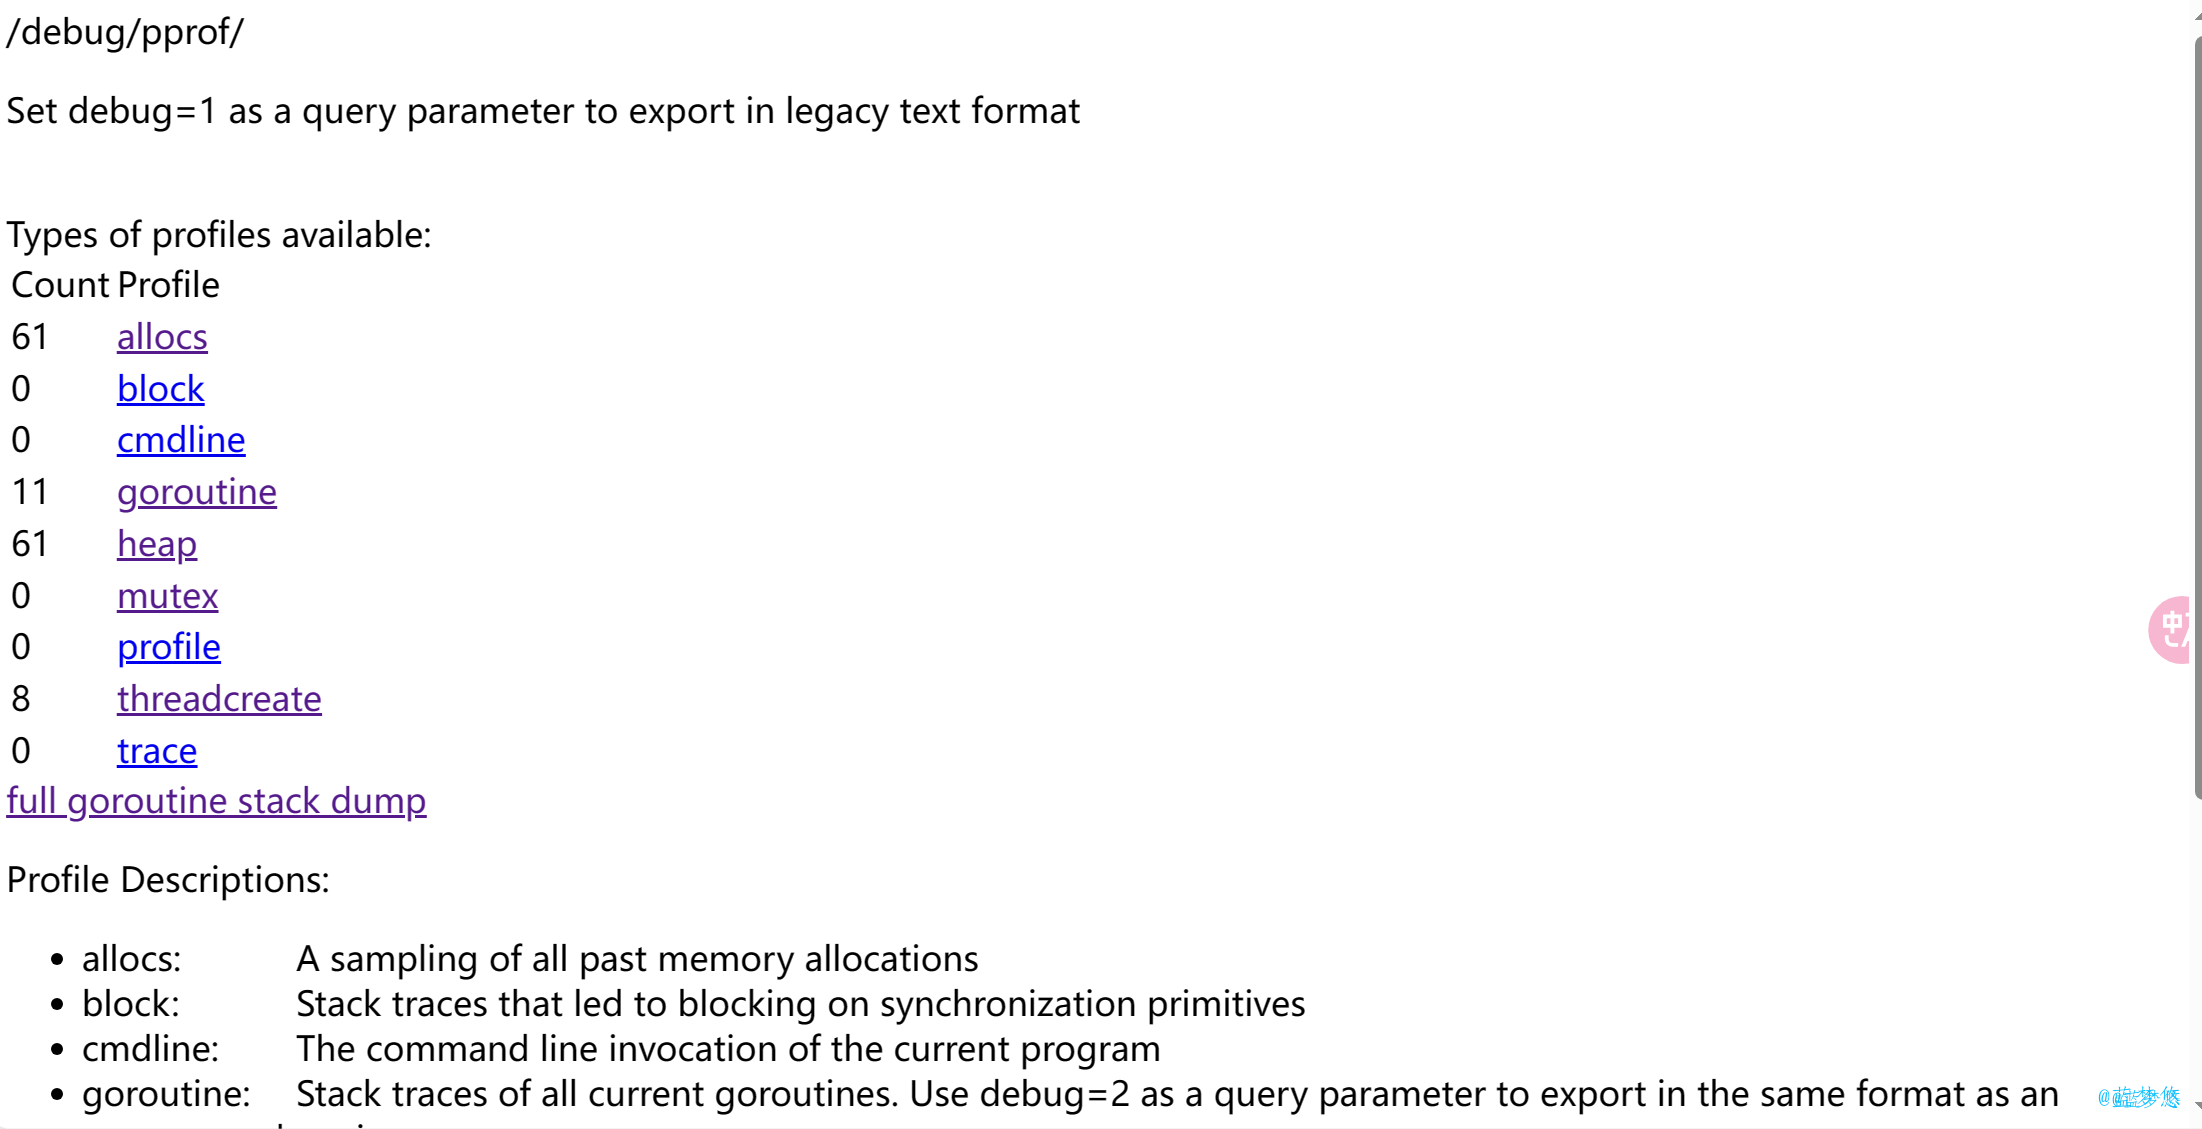 /debug/pprof/
Set debug=1 as a query parameter to export in legacy text format
Types of profiles available:
Count Profile
61 allocs
0 block
0 cmdline
11 goroutine
61 heap
0 mutex
0 profile
8 threadcreate
0 trace
full goroutine stack dump
Profile Descriptions:
• allocs: A sampling of all past memory allocations
• block: Stack traces that led to blocking on synchronization primitives
• cmdline: The command line invocation of the current program
• goroutine: Stack traces of all current goroutines. Use debug=2 as a query parameter to export in the same format as an
中